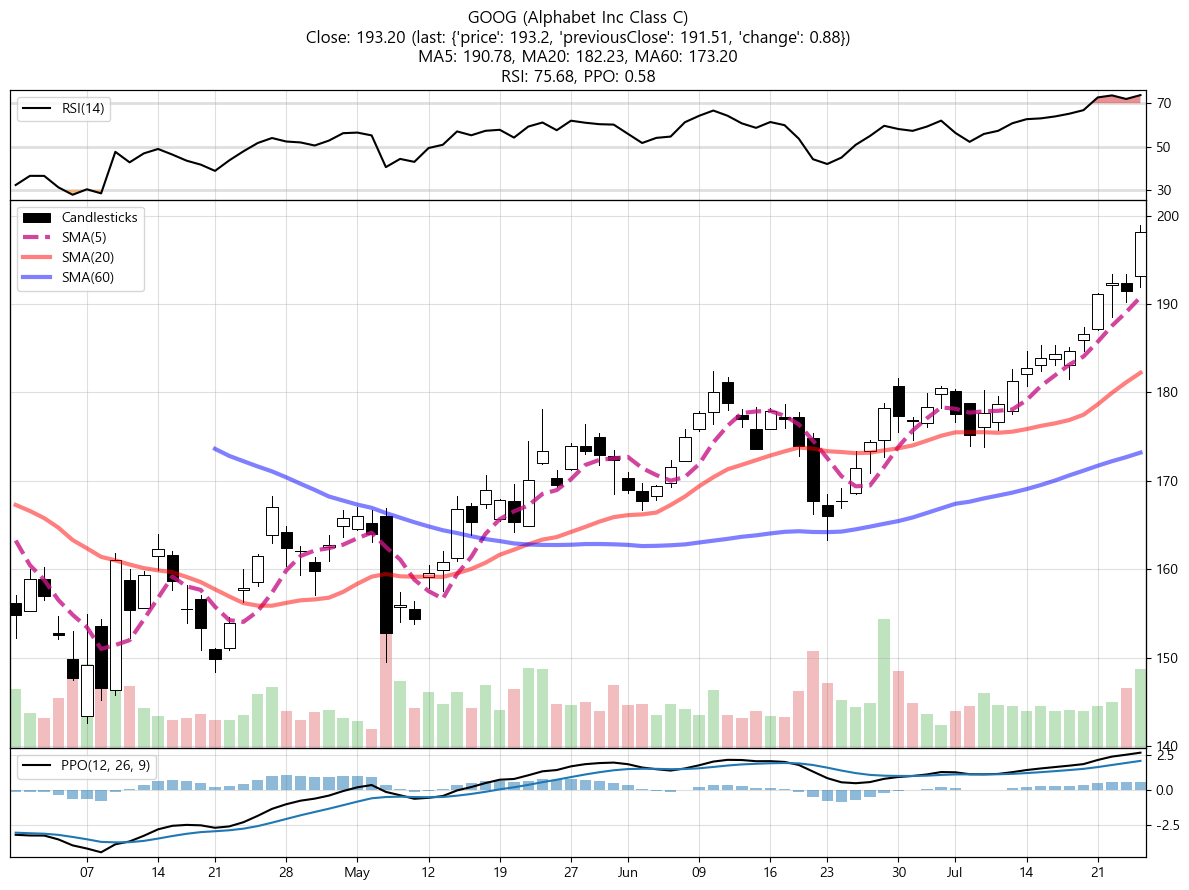 GOOG (Alphabet Inc Class C)
Close: 193.20 (last: {'price': 193.2, 'previousClose': 191.51, 'change': 0.88})
MA5: 190.78, MA20: 182.23, MA60: 173.20
RSI: 75.68, PPO: 0.58
RSI(14)
70
50
30
Candlesticks
SMA(5)
SMA(20)
SMA(60)
200
190
180
170
160
150
140
PPO(12, 26, 9)
2.5
0.0
-2.5
07 14 21 28 May 12 19 27 Jun 09 16 23 30 Jul 14 21